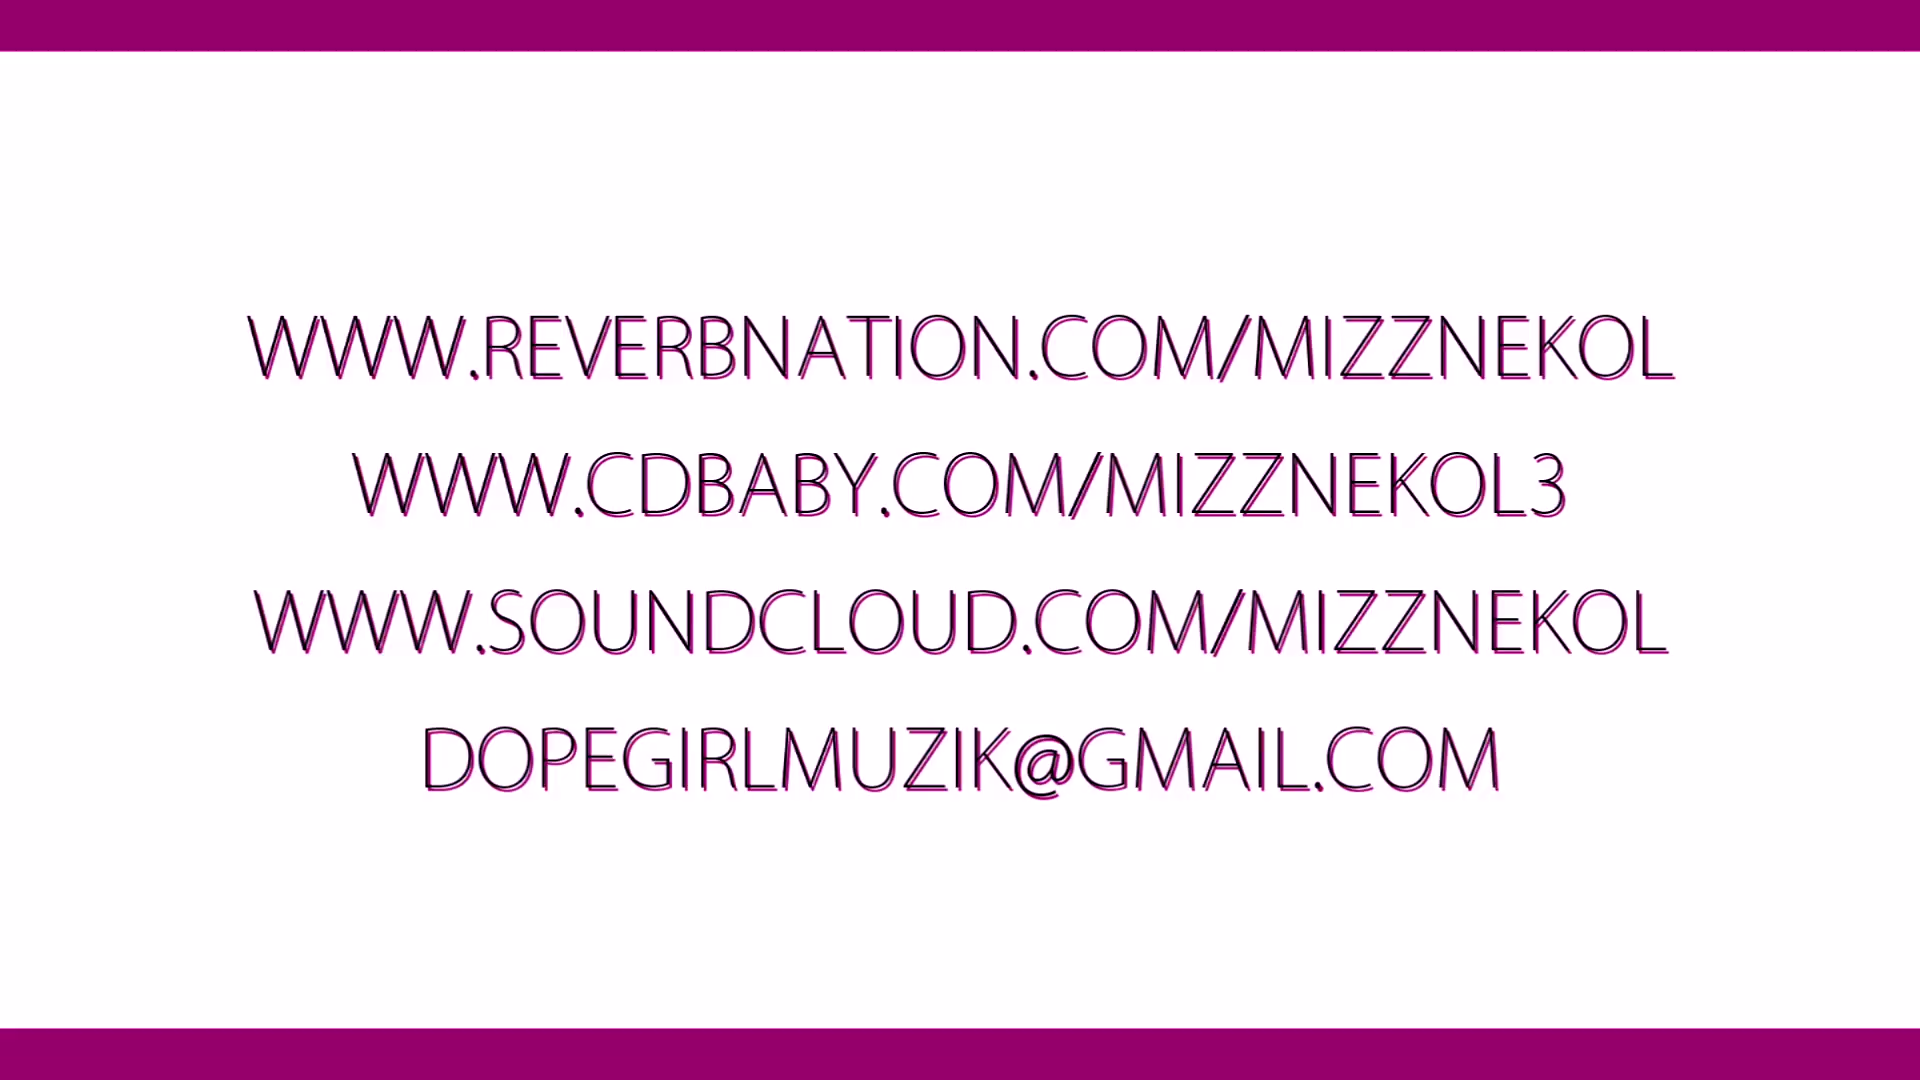 WWW.REVERBNATION.COM/MIZZNEKOL
WWW.CDBABY.COM/MIZZNEKOL3
WWW.SOUNDCLOUD.COM/MIZZNEKOL
DOPEGIRLMUZIK@GMAIL.COM